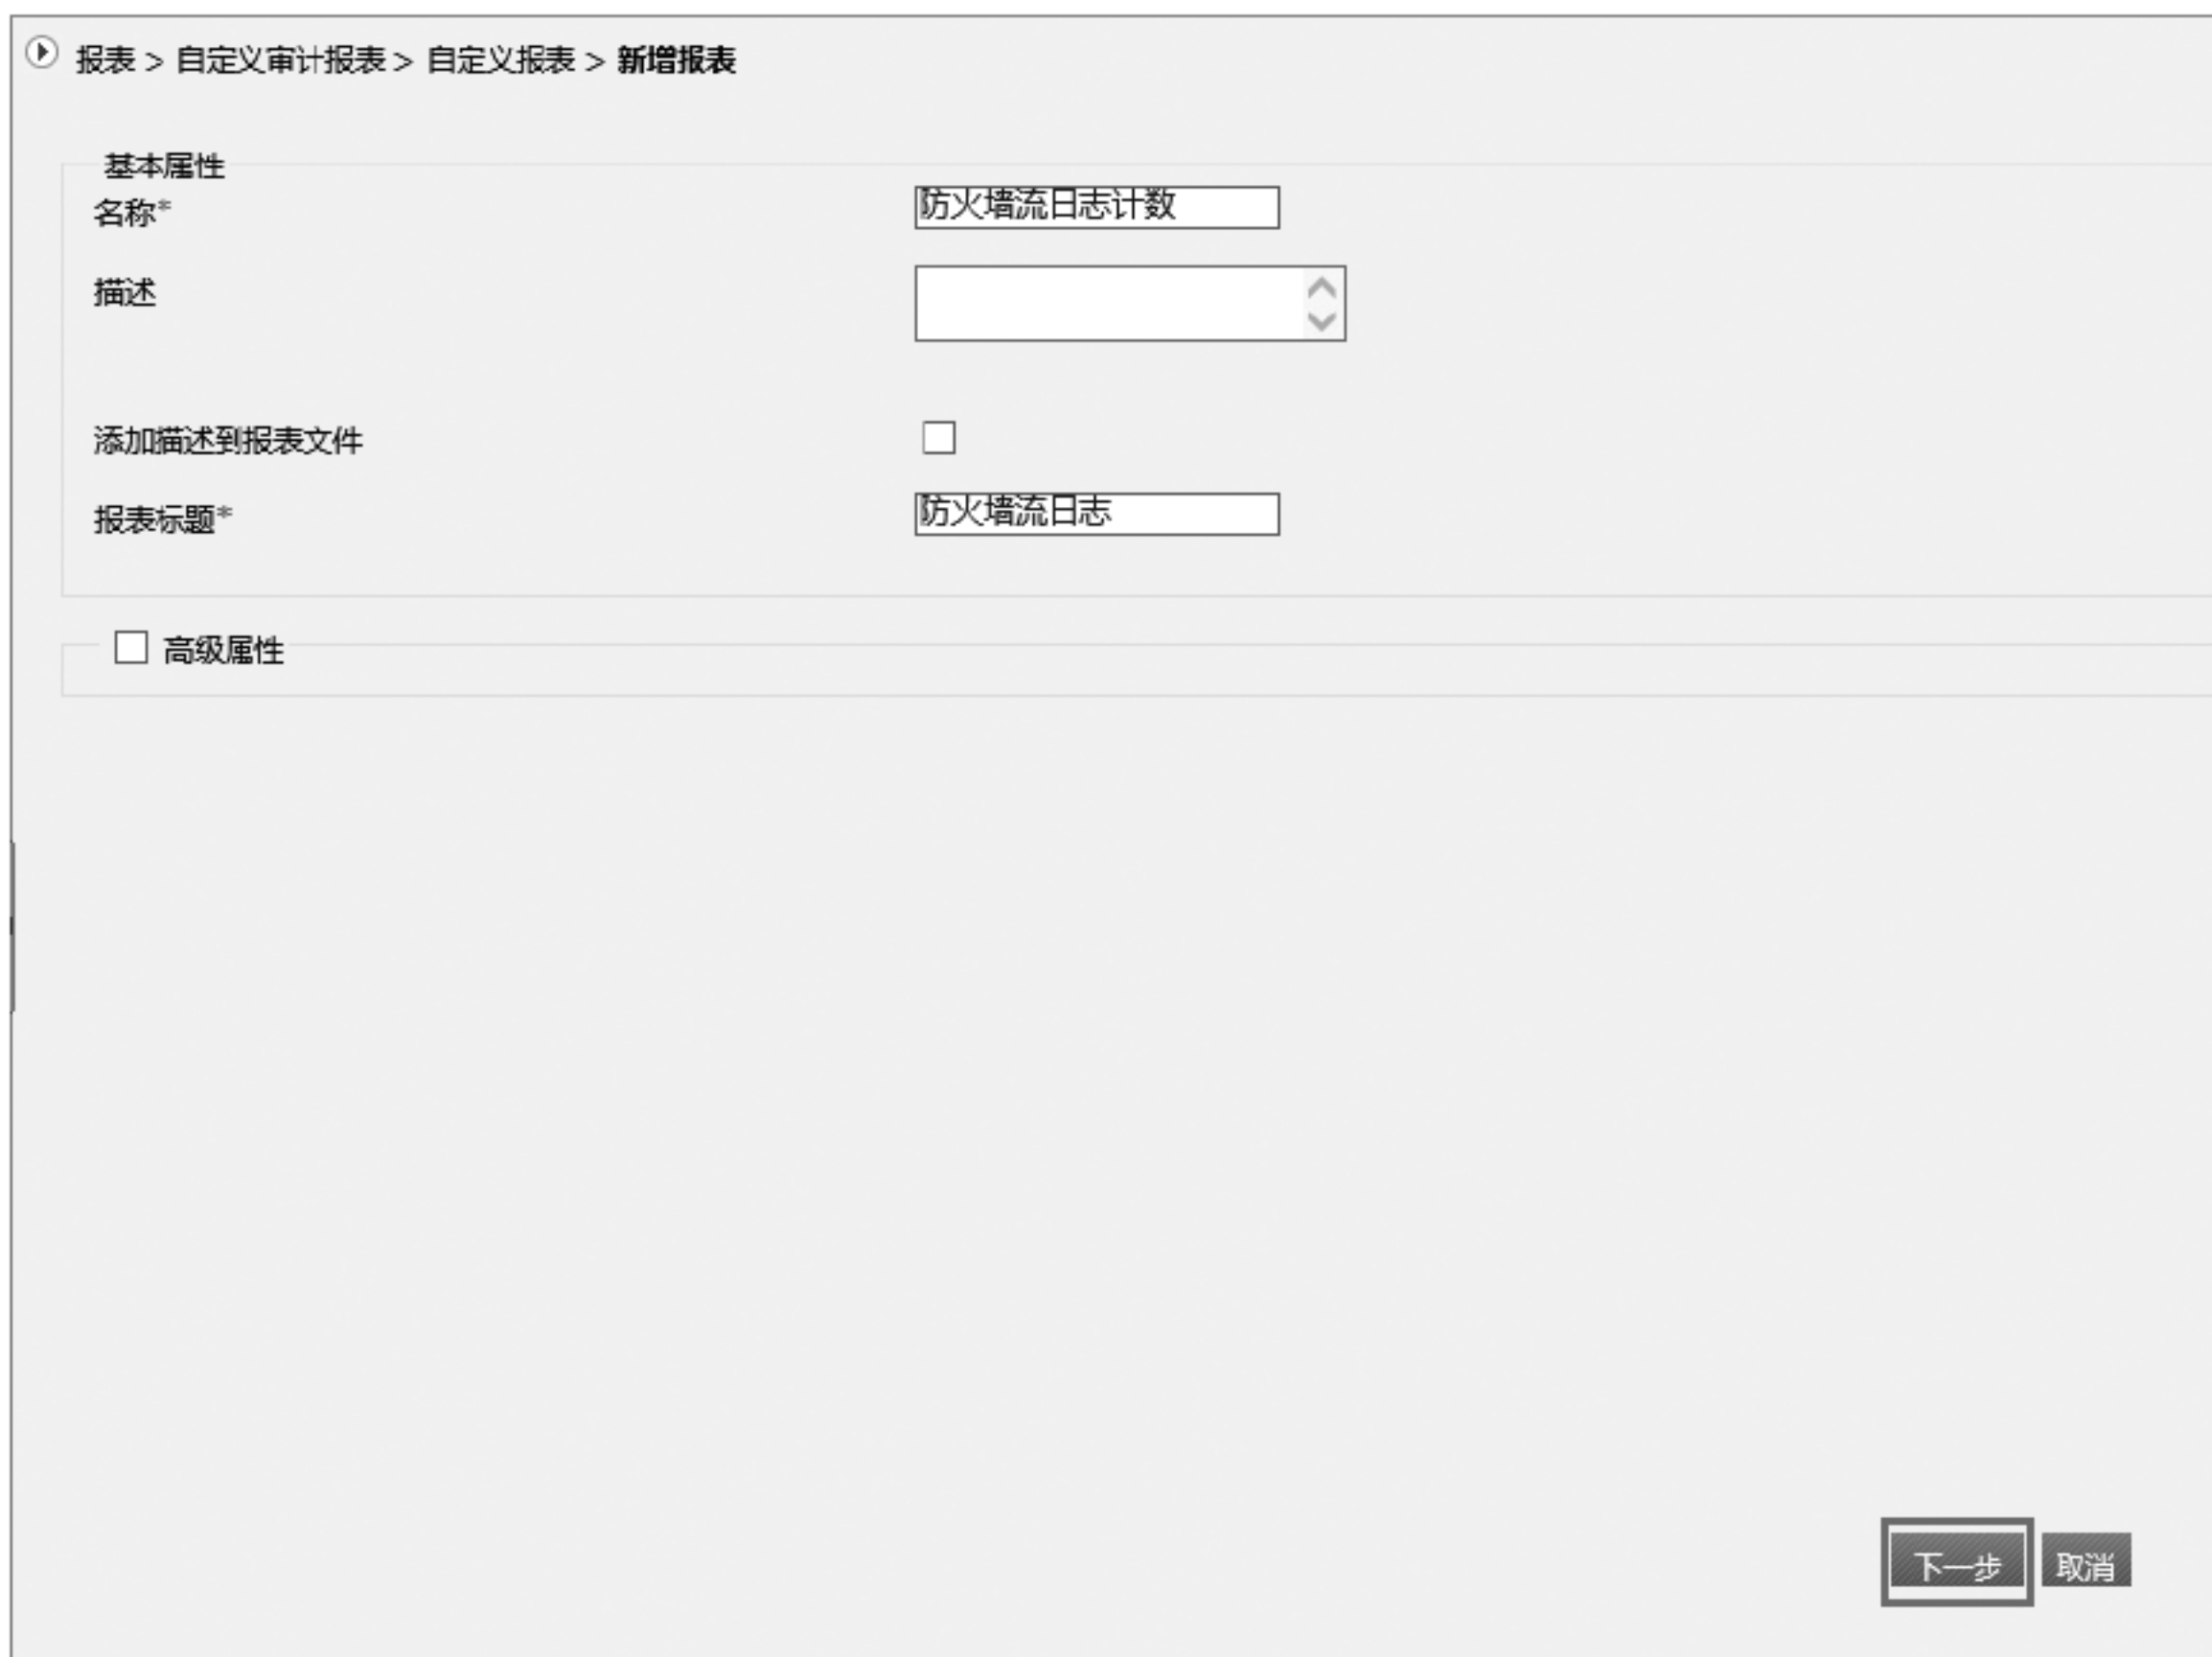 报表 > 自定义审计报表 > 自定义报表 > 新增报表
基本属性
名称* 防火墙流日志计数
描述
添加描述到报表文件
报表标题* 防火墙流日志
高级属性
下一步 取消